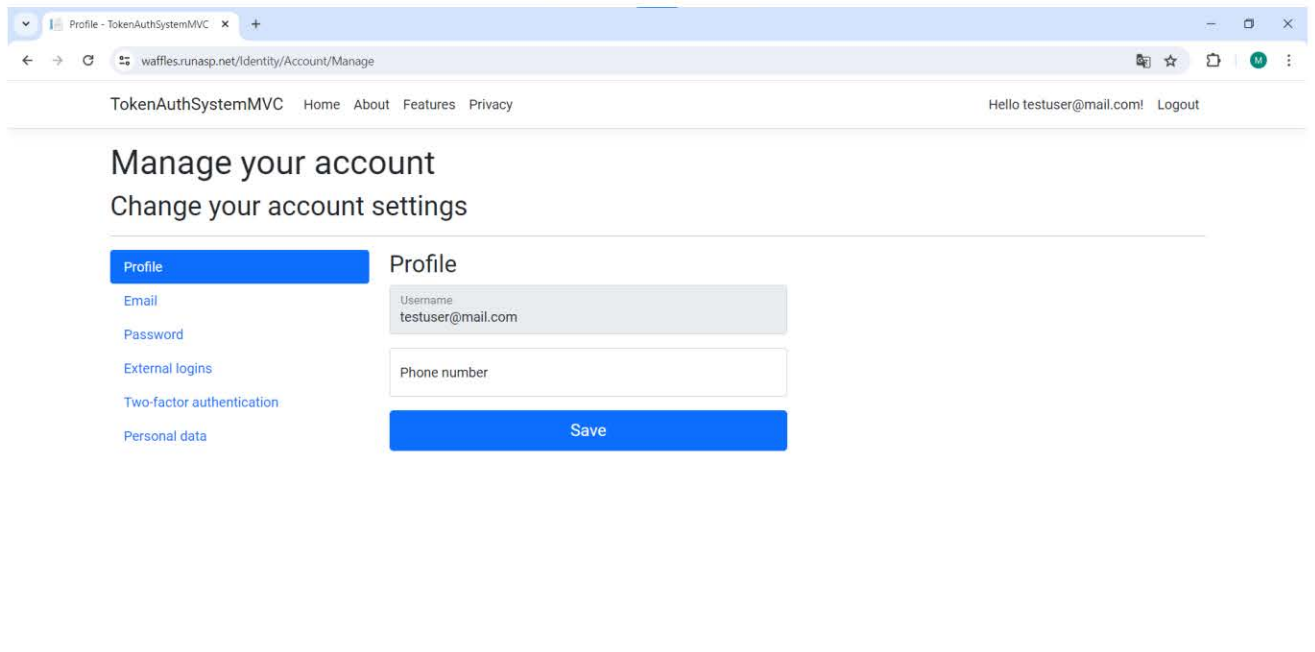 Profile - TokenAuthSystemMVC
waffles.runasp.net/Identity/Account/Manage
M
TokenAuthSystemMVC Home About Features Privacy Hello testuser@mail.com! Logout
Manage your account
Change your account settings
Profile
Email
Password
External logins
Two-factor authentication
Personal data
Profile
Username
testuser@mail.com
Phone number
Save